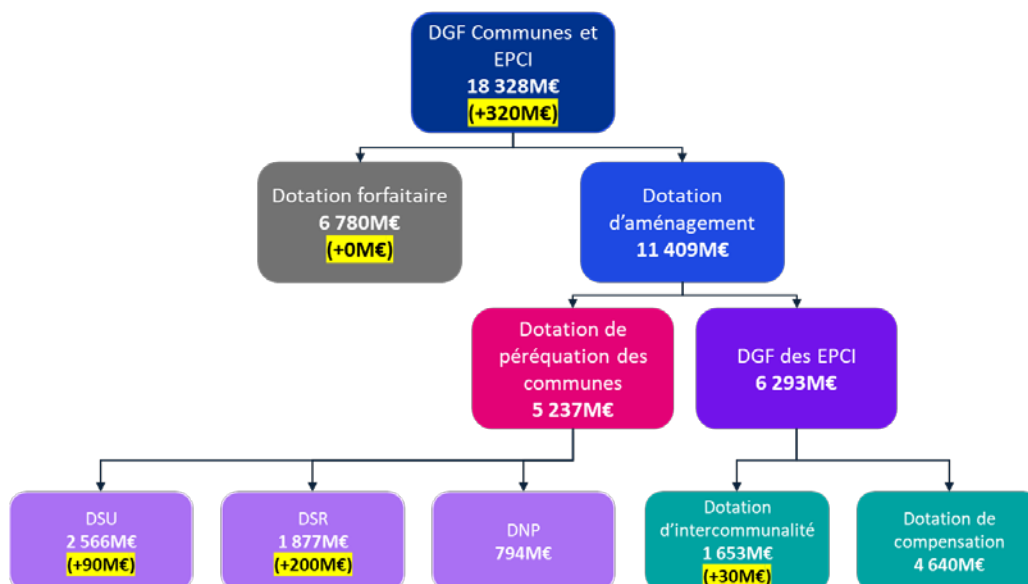 DGF Communes et
EPCI
18 328M€
(+320M€)
Dotation forfaitaire
6 780M€
(+0M€)
Dotation
d'aménagement
11 409M€
Dotation de
péréquation des
communes
5 237M€
DGF des EPCI
6 293M€
DSU
2 566M€
(+90M€)
DSR
1 877M€
(+200M€)
DNP
794M€
Dotation
d'intercommunalité
1 653M€
(+30M€)
Dotation de
compensation
4 640M€